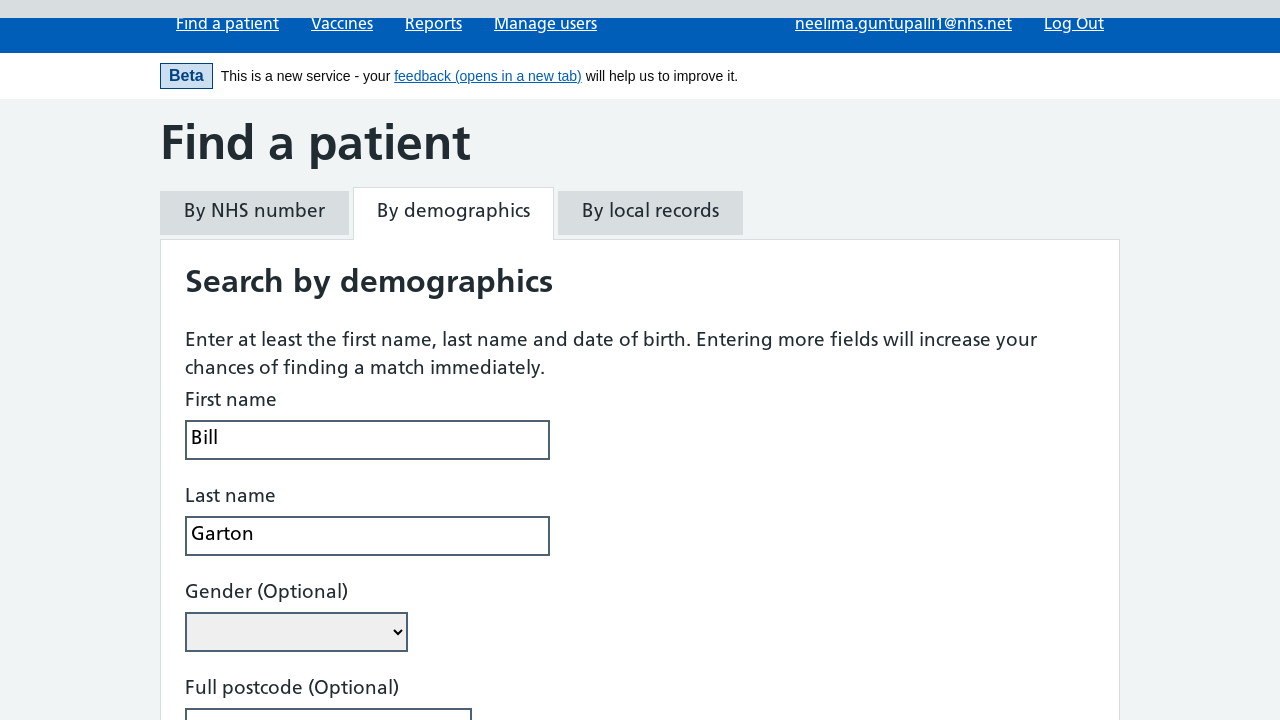 Find a patient Vaccines Reports Manage users neelima.guntupalli1@nhs.net Log Out
Beta This is a new service - your feedback (opens in a new tab) will help us to improve it.
Find a patient
By NHS number By demographics By local records
Search by demographics
Enter at least the first name, last name and date of birth. Entering more fields will increase your
chances of finding a match immediately.
First name
Bill
Last name
Garton
Gender (Optional)
Full postcode (Optional)